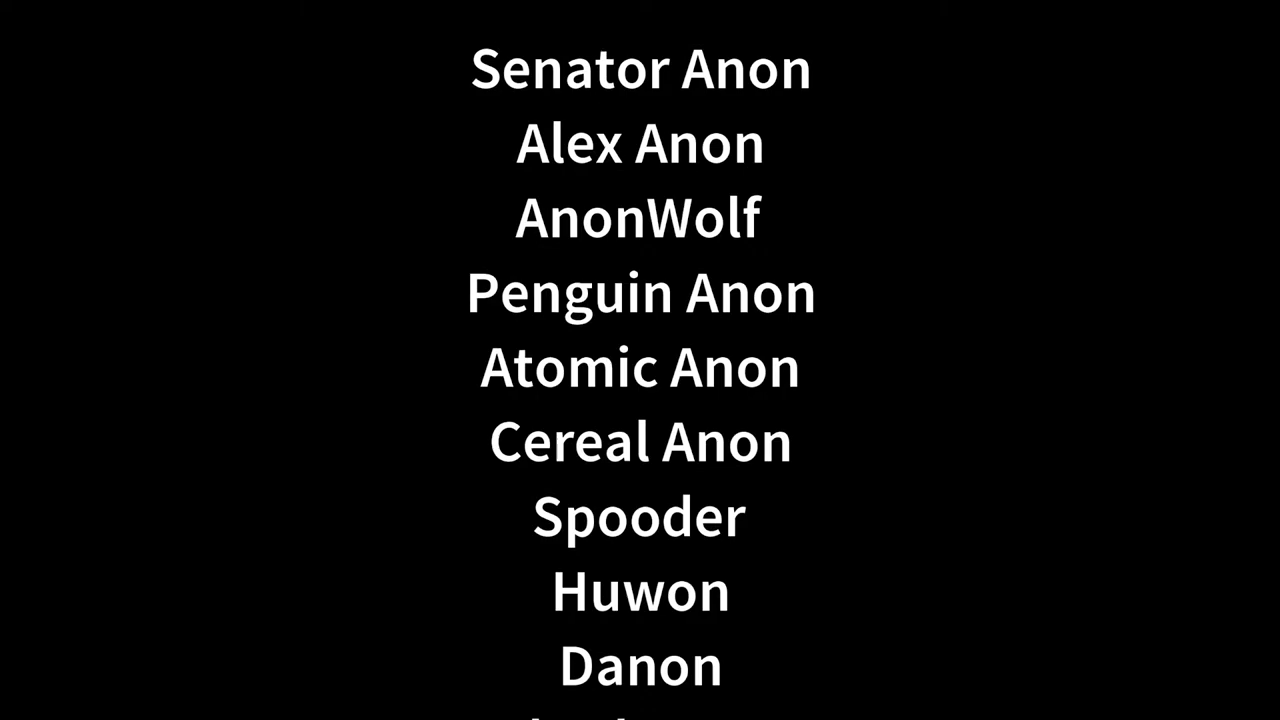 Senator Anon
Alex Anon
AnonWolf
Penguin Anon
Atomic Anon
Cereal Anon
Spooder
Huwon
Danon